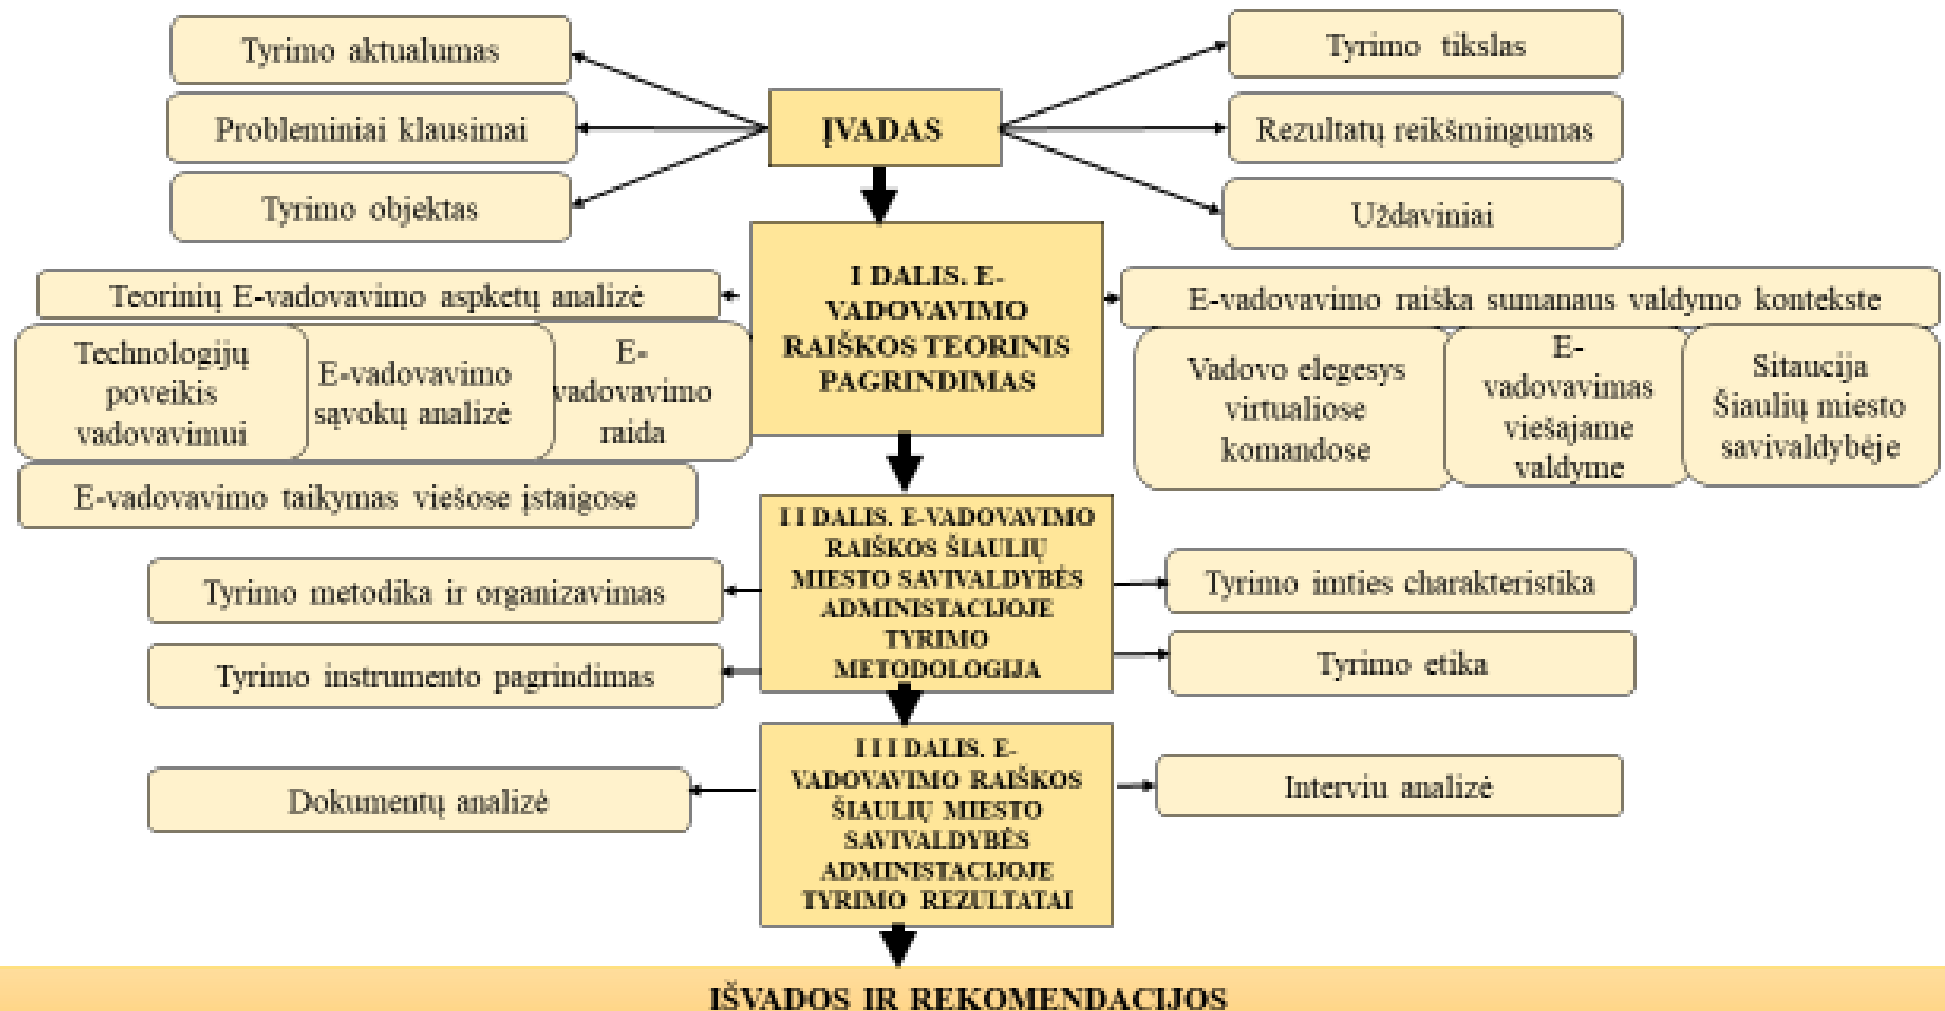 Tyrimo aktualumas
Probleminiai klausimai
Tyrimo objektas
ĮVADAS
Tyrimo tikslas
Rezultatų reikšmingumas
Uždaviniai
I DALIS. E-
VADOVAVIMO
RAIŠKOS TEORINIS
PAGRINDIMAS
Teorinių E-vadovavimo aspketų analizė
Technologijų
poveikis
vadovavimui
E-vadovavimo
sąvokų analizė
E-
vadovavimo
raida
E-vadovavimo taikymas viešose įstaigose
E-vadovavimo raiška sumanaus valdymo kontekste
Vadovo elegesys
virtualiose
komandose
E-
vadovavimas
viešajame
valdyme
Sitaucija
Šiaulių miesto
savivaldybėje
I I DALIS. E-VADOVAVIMO
RAIŠKOS ŠIAULIŲ
MIESTO SAVIVALDYBĖS
ADMINISTACIJOJE
TYRIMO
METODOLOGIJA
Tyrimo metodika ir organizavimas
Tyrimo instrumento pagrindimas
Tyrimo imties charakteristika
Tyrimo etika
I I I DALIS. E-
VADOVAVIMO RAIŠKOS
ŠIAULIŲ MIESTO
SAVIVALDYBĖS
ADMINISTACIJOJE
TYRIMO REZULTATAI
Dokumentų analizė
Interviu analizė
IŠVADOS IR REKOMENDACIJOS